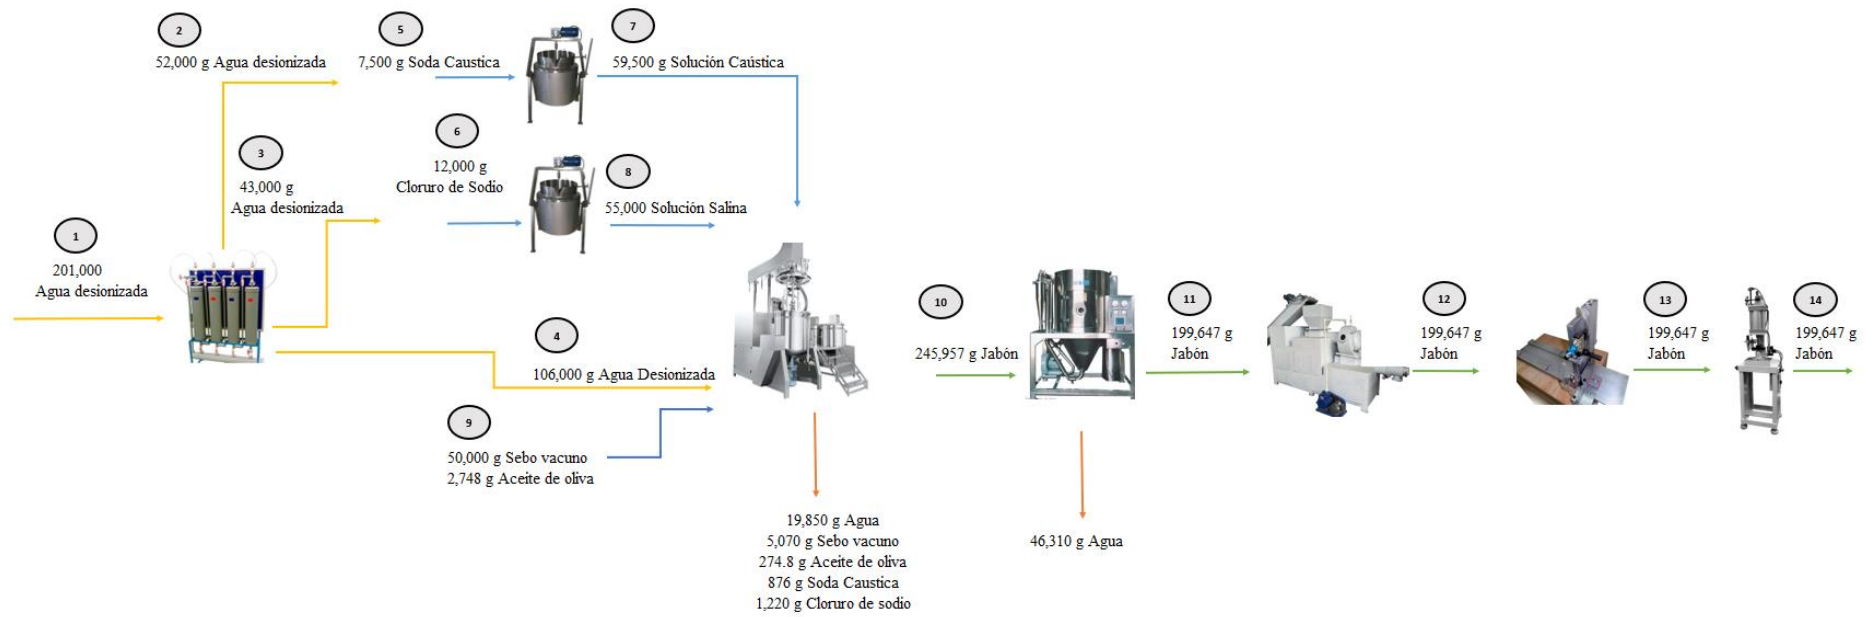 2
52,000 g Agua desionizada
5
7,500 g Soda Caustica
7
59,500 g Solución Caústica
3
43,000 g
Agua desionizada
6
12,000 g
Cloruro de Sodio
8
55,000 Solución Salina
1
201,000
Agua desionizada
4
106,000 g Agua Desionizada
9
50,000 g Sebo vacuno
2,748 g Aceite de oliva
10
245,957 g Jabón
11
199,647 g
Jabón
12
199,647 g
Jabón
13
199,647 g
Jabón
14
199,647 g
Jabón
19,850 g Agua
5,070 g Sebo vacuno
274.8 g Aceite de oliva
876 g Soda Caustica
1,220 g Cloruro de sodio
46,310 g Agua